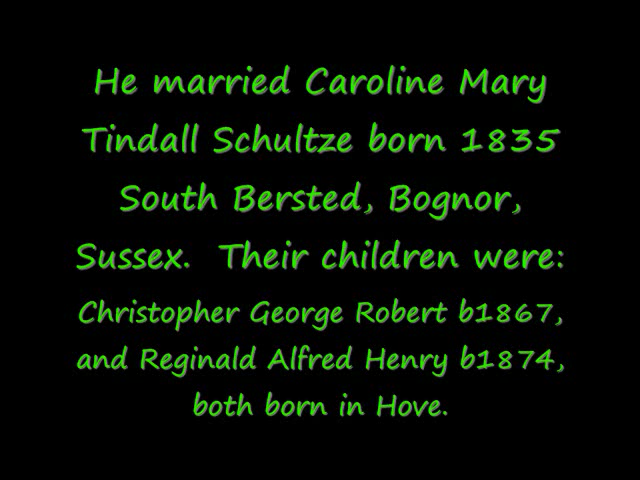 He married Caroline Mary
Tindall Schultze born 1835
South Bersted, Bognor,
Sussex.  Their children were:
Christopher George Robert b1867,
and Reginald Alfred Henry b1874,
both born in Hove.